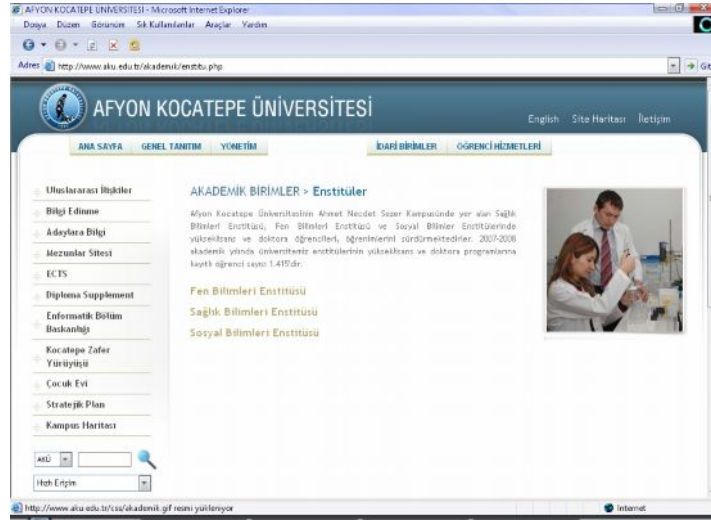 AFYON KOCATEPE ÜNİVERSİTESİ - Microsoft Internet Explorer
Dosya Düzen Görünüm Sık Kullanılanlar Araçlar Yardım
Adres http://www.aku.edu.tr/akademik/enstitu.php
Git
AFYON KOCATEPE ÜNİVERSİTESİ
English Site Haritası İletişim
ANA SAYFA GENEL TANITIM YÖNETİM İDARİ BİRİMLER ÖĞRENCİ HİZMETLERİ
Uluslararası İlişkiler
Bilgi Edinme
Adaylara Bilgi
Mezunlar Sitesi
ECTS
Diploma Supplement
Enformatik Bölüm
Başkanlığı
Kocatepe Zafer
Yürüyüşü
Çocuk Evi
Stratejik Plan
Kampus Haritası
AKÜ
Hızlı Erişim
AKADEMİK BİRİMLER > Enstitüler
Afyon Kocatepe Üniversitesinin Ahmet Necdet Sezer Kampusünde yer alan Sağlık
Bilimleri Enstitüsü, Fen Bilimleri Enstitüsü ve Sosyal Bilimler Enstitülerinde
yükseklisans ve doktora öğrencileri, öğrenimlerini sürdürmektedirler. 2007-2008
akademik yılında üniversitemiz enstitülerinin yükseklisans ve doktora programlarına
kayıtlı öğrenci sayısı 1.415'dir.
Fen Bilimleri Enstitüsü
Sağlık Bilimleri Enstitüsü
Sosyal Bilimleri Enstitüsü
http://www.aku.edu.tr/css/akademik.gif resmi yükleniyor
Internet